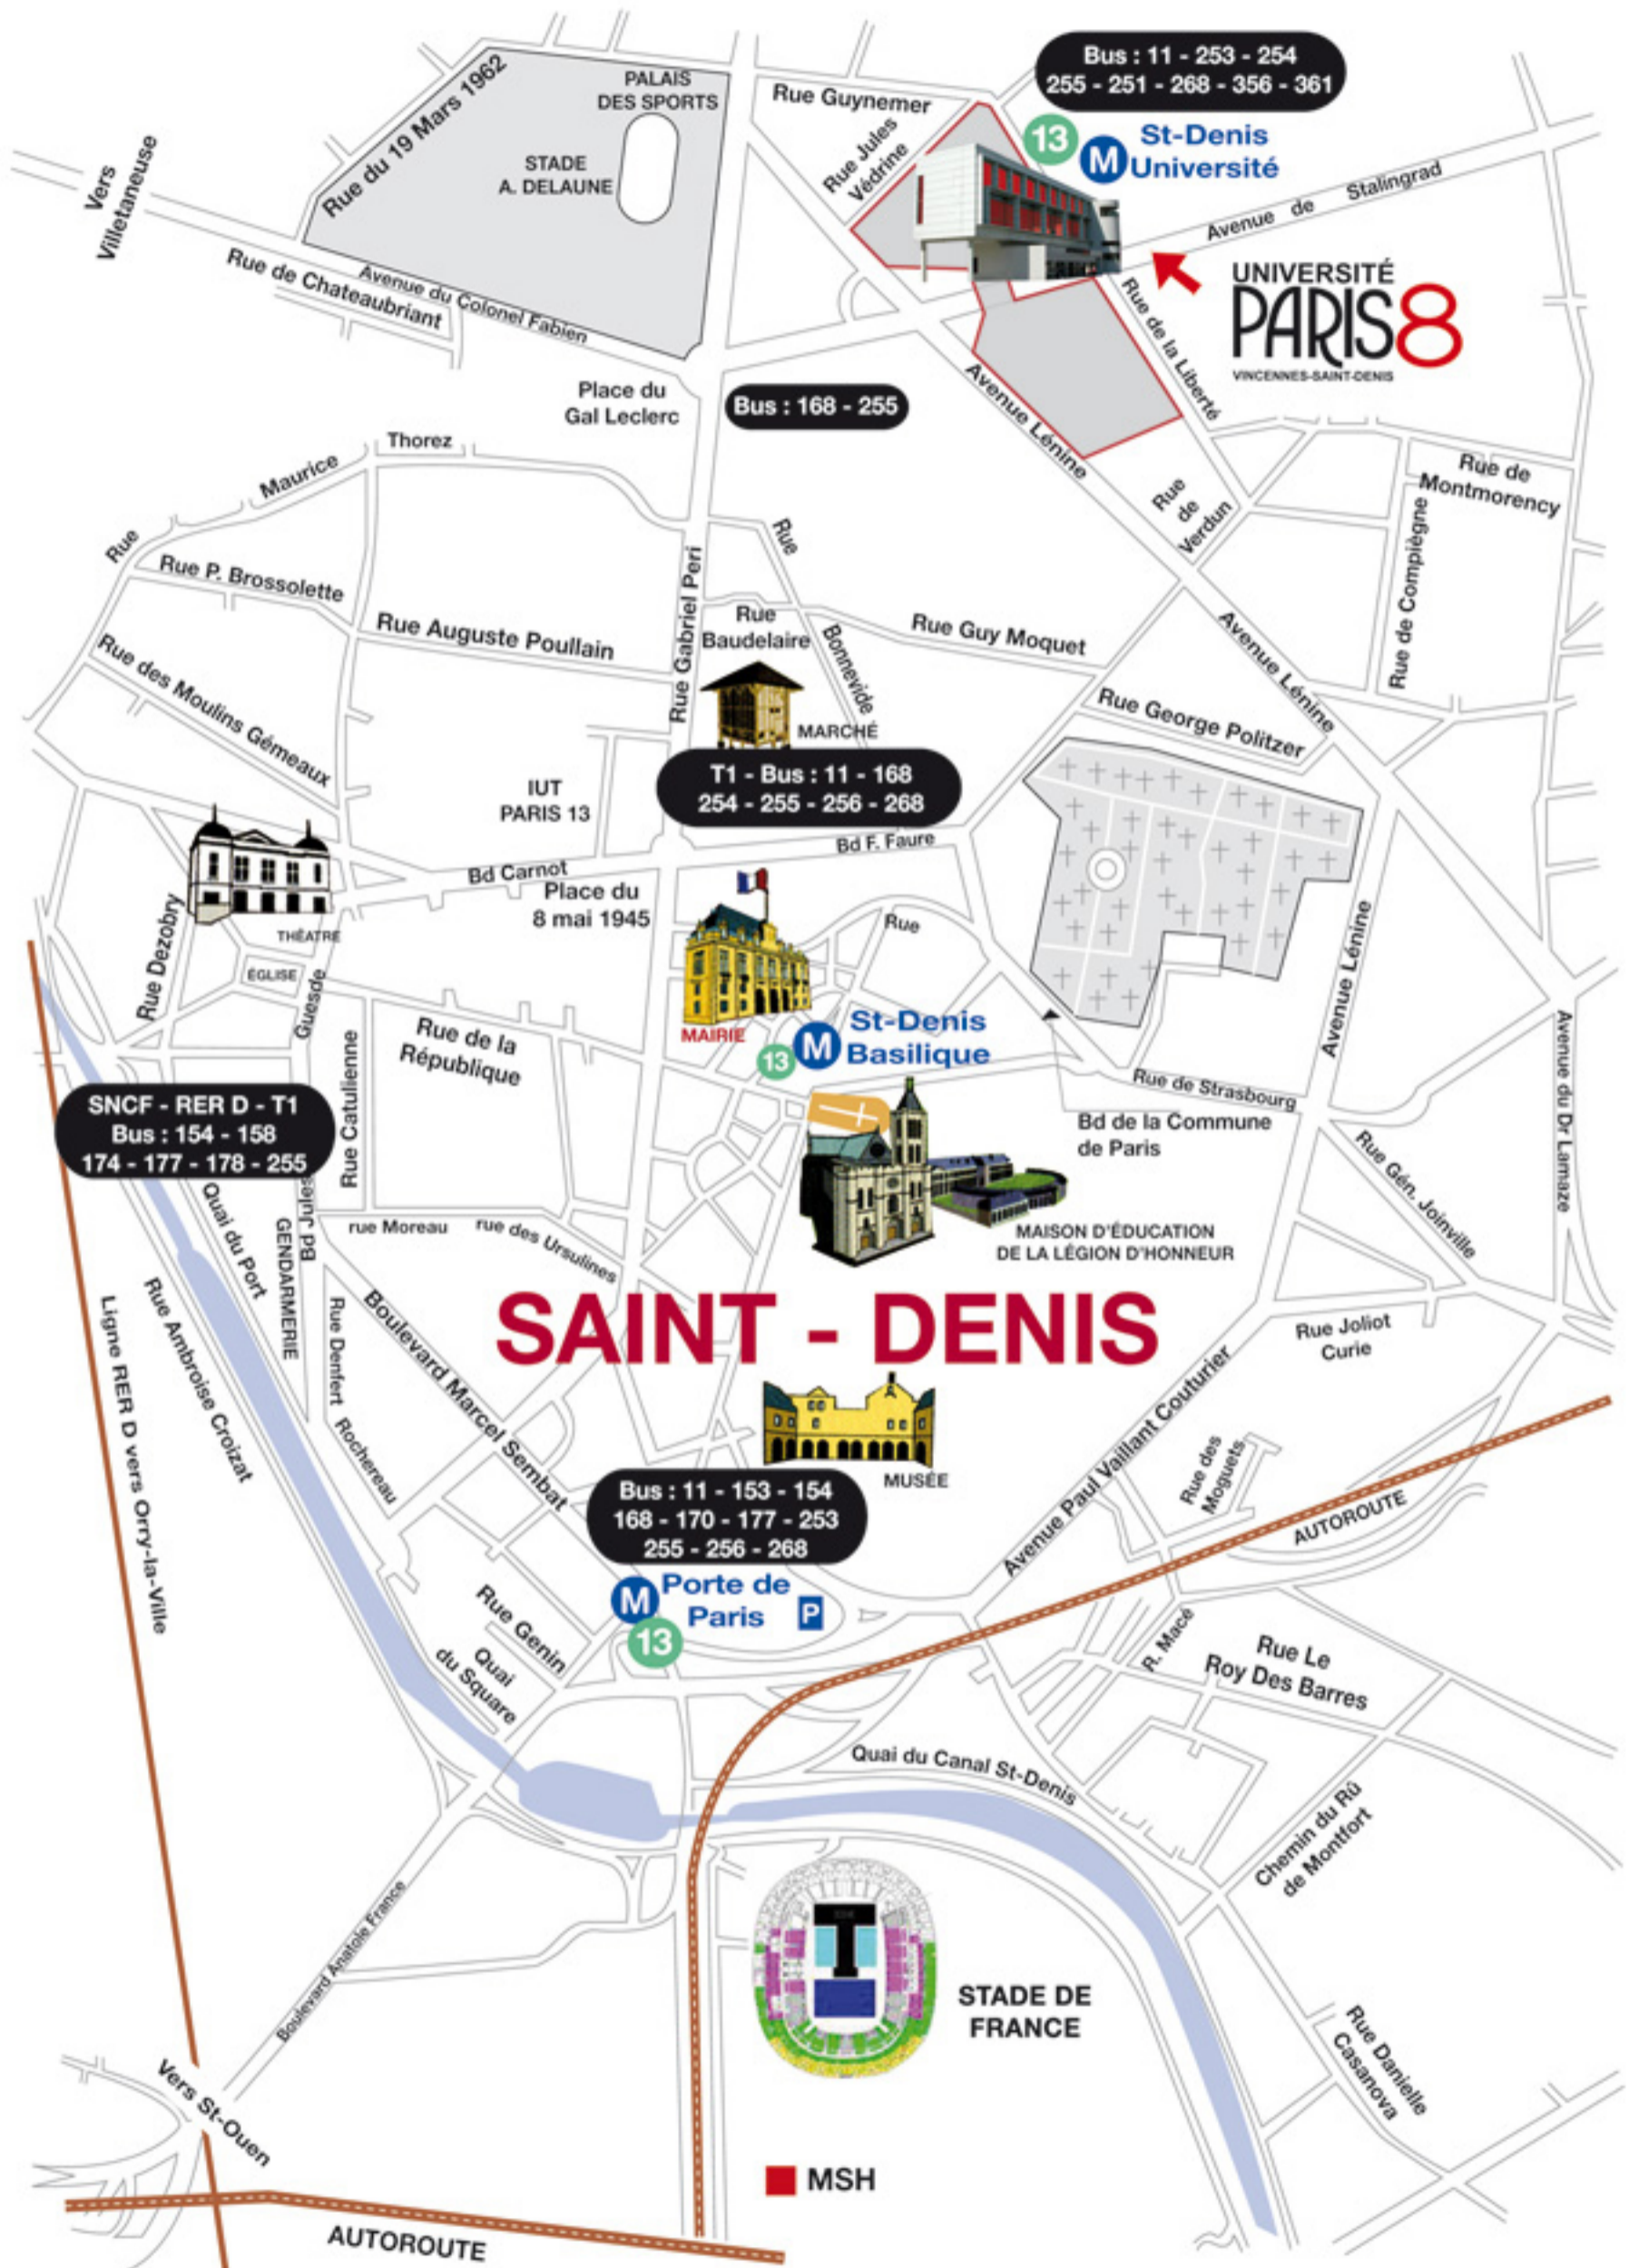 Bus : 11 - 253 - 254
255 - 251 - 268 - 356 - 361
13
M
St-Denis
Université
PALAIS
DES SPORTS
STADE
A. DELAUNE
Rue du 19 Mars 1962
Rue Guynemer
Rue Jules
Védrine
Vers
Villetaneuse
Avenue de Stalingrad
UNIVERSITÉ
PARIS8
VINCENNES-SAINT-DENIS
Rue de Chateaubriant
Avenue du Colonel Fabien
Rue de la Liberté
Place du
Gal Leclerc
Bus : 168 - 255
Avenue Lénine
Rue Maurice Thorez
Rue
de
Verdun
Rue de
Montmorency
Rue de Compiègne
Rue P. Brossolette
Rue Auguste Poullain
Rue Gabriel Peri
Rue Bonnevide
Rue
Baudelaire
Rue Guy Moquet
Avenue Lénine
Rue des Moulins Gémeaux
Rue George Politzer
MARCHÉ
T1 - Bus : 11 - 168
254 - 255 - 256 - 268
IUT
PARIS 13
Bd F. Faure
Bd Carnot
Place du
8 mai 1945
THÉATRE
Rue Dezobry
ÉGLISE
Rue
MAIRIE
13
M
St-Denis
Basilique
Avenue Lénine
Avenue du Dr Lamaze
Rue de la
République
Rue Catulienne
Bd Jules Guesde
Rue de Strasbourg
Bd de la Commune
de Paris
SNCF - RER D - T1
Bus : 154 - 158
174 - 177 - 178 - 255
Rue Gén. Joinville
Quai du Port
GENDARMERIE
rue Moreau
rue des Ursulines
MAISON D'ÉDUCATION
DE LA LÉGION D'HONNEUR
SAINT - DENIS
Rue Joliot
Curie
Ligne RER D vers Orry-la-Ville
Rue Ambroise Croizat
Rue Denfert Rochereau
Boulevard Marcel Sembat
MUSÉE
Avenue Paul Vaillant Couturier
Rue des
Moguets
AUTOROUTE
Bus : 11 - 153 - 154
168 - 170 - 177 - 253
255 - 256 - 268
M
Porte de
Paris
P
13
Rue Genin
Quai
du Square
R. Macé
Rue Le
Roy Des Barres
Quai du Canal St-Denis
Chemin du Rû
de Montfort
Boulevard Anatole France
STADE DE
FRANCE
Rue Danielle
Casanova
Vers St-Ouen
MSH
AUTOROUTE